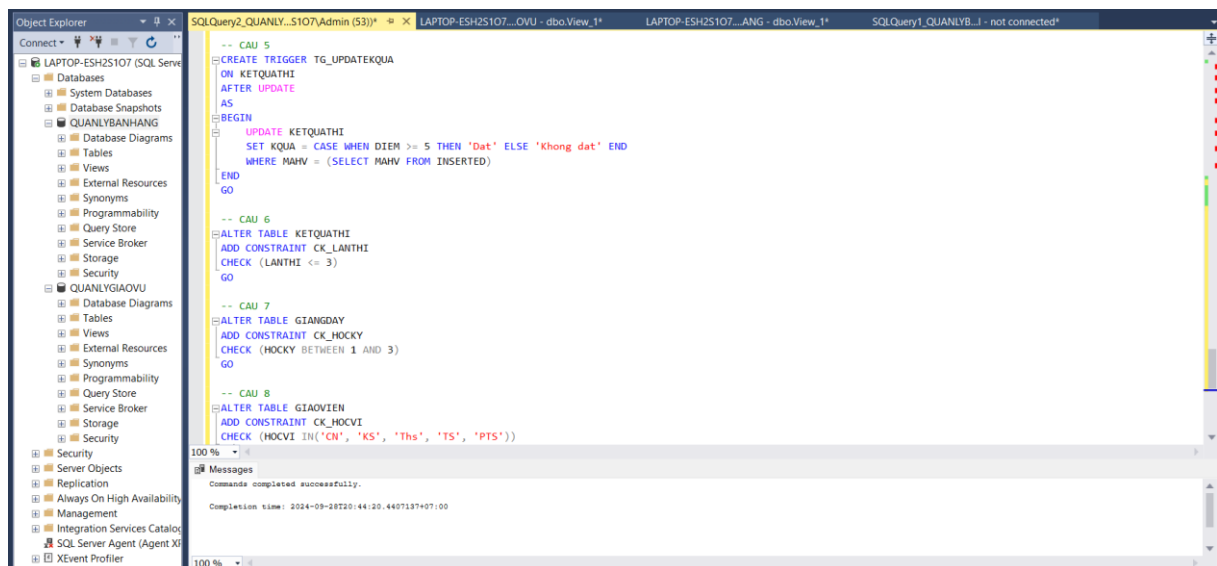 Object Explorer
Connect
LAPTOP-ESH2S1O7 (SQL Serve
Databases
System Databases
Database Snapshots
QUANLYBANHANG
Database Diagrams
Tables
Views
External Resources
Synonyms
Programmability
Query Store
Service Broker
Storage
Security
QUANLYGIAOVU
Database Diagrams
Tables
Views
External Resources
Synonyms
Programmability
Query Store
Service Broker
Storage
Security
Security
Server Objects
Replication
Always On High Availability
Management
Integration Services Catalog
SQL Server Agent (Agent XP
XEvent Profiler
SQLQuery2_QUANLY...S1O7\Admin (53))* LAPTOP-ESH2S1O7....OVU - dbo.View_1* LAPTOP-ESH2S1O7....ANG - dbo.View_1* SQLQuery1_QUANLYB...I - not connected*
-- CAU 5
CREATE TRIGGER TG_UPDATEKQUA
ON KETQUATHI
AFTER UPDATE
AS
BEGIN
UPDATE KETQUATHI
SET KQUA = CASE WHEN DIEM >= 5 THEN 'Dat' ELSE 'Khong dat' END
WHERE MAHV = (SELECT MAHV FROM INSERTED)
END
GO
-- CAU 6
ALTER TABLE KETQUATHI
ADD CONSTRAINT CK_LANTHI
CHECK (LANTHI <= 3)
GO
-- CAU 7
ALTER TABLE GIANGDAY
ADD CONSTRAINT CK_HOCKY
CHECK (HOCKY BETWEEN 1 AND 3)
GO
-- CAU 8
ALTER TABLE GIAOVIEN
ADD CONSTRAINT CK_HOCVI
CHECK (HOCVI IN('CN', 'KS', 'Ths', 'TS', 'PTS'))
100 %
Messages
Commands completed successfully.
Completion time: 2024-09-28T20:44:20.4407137+07:00
100 %